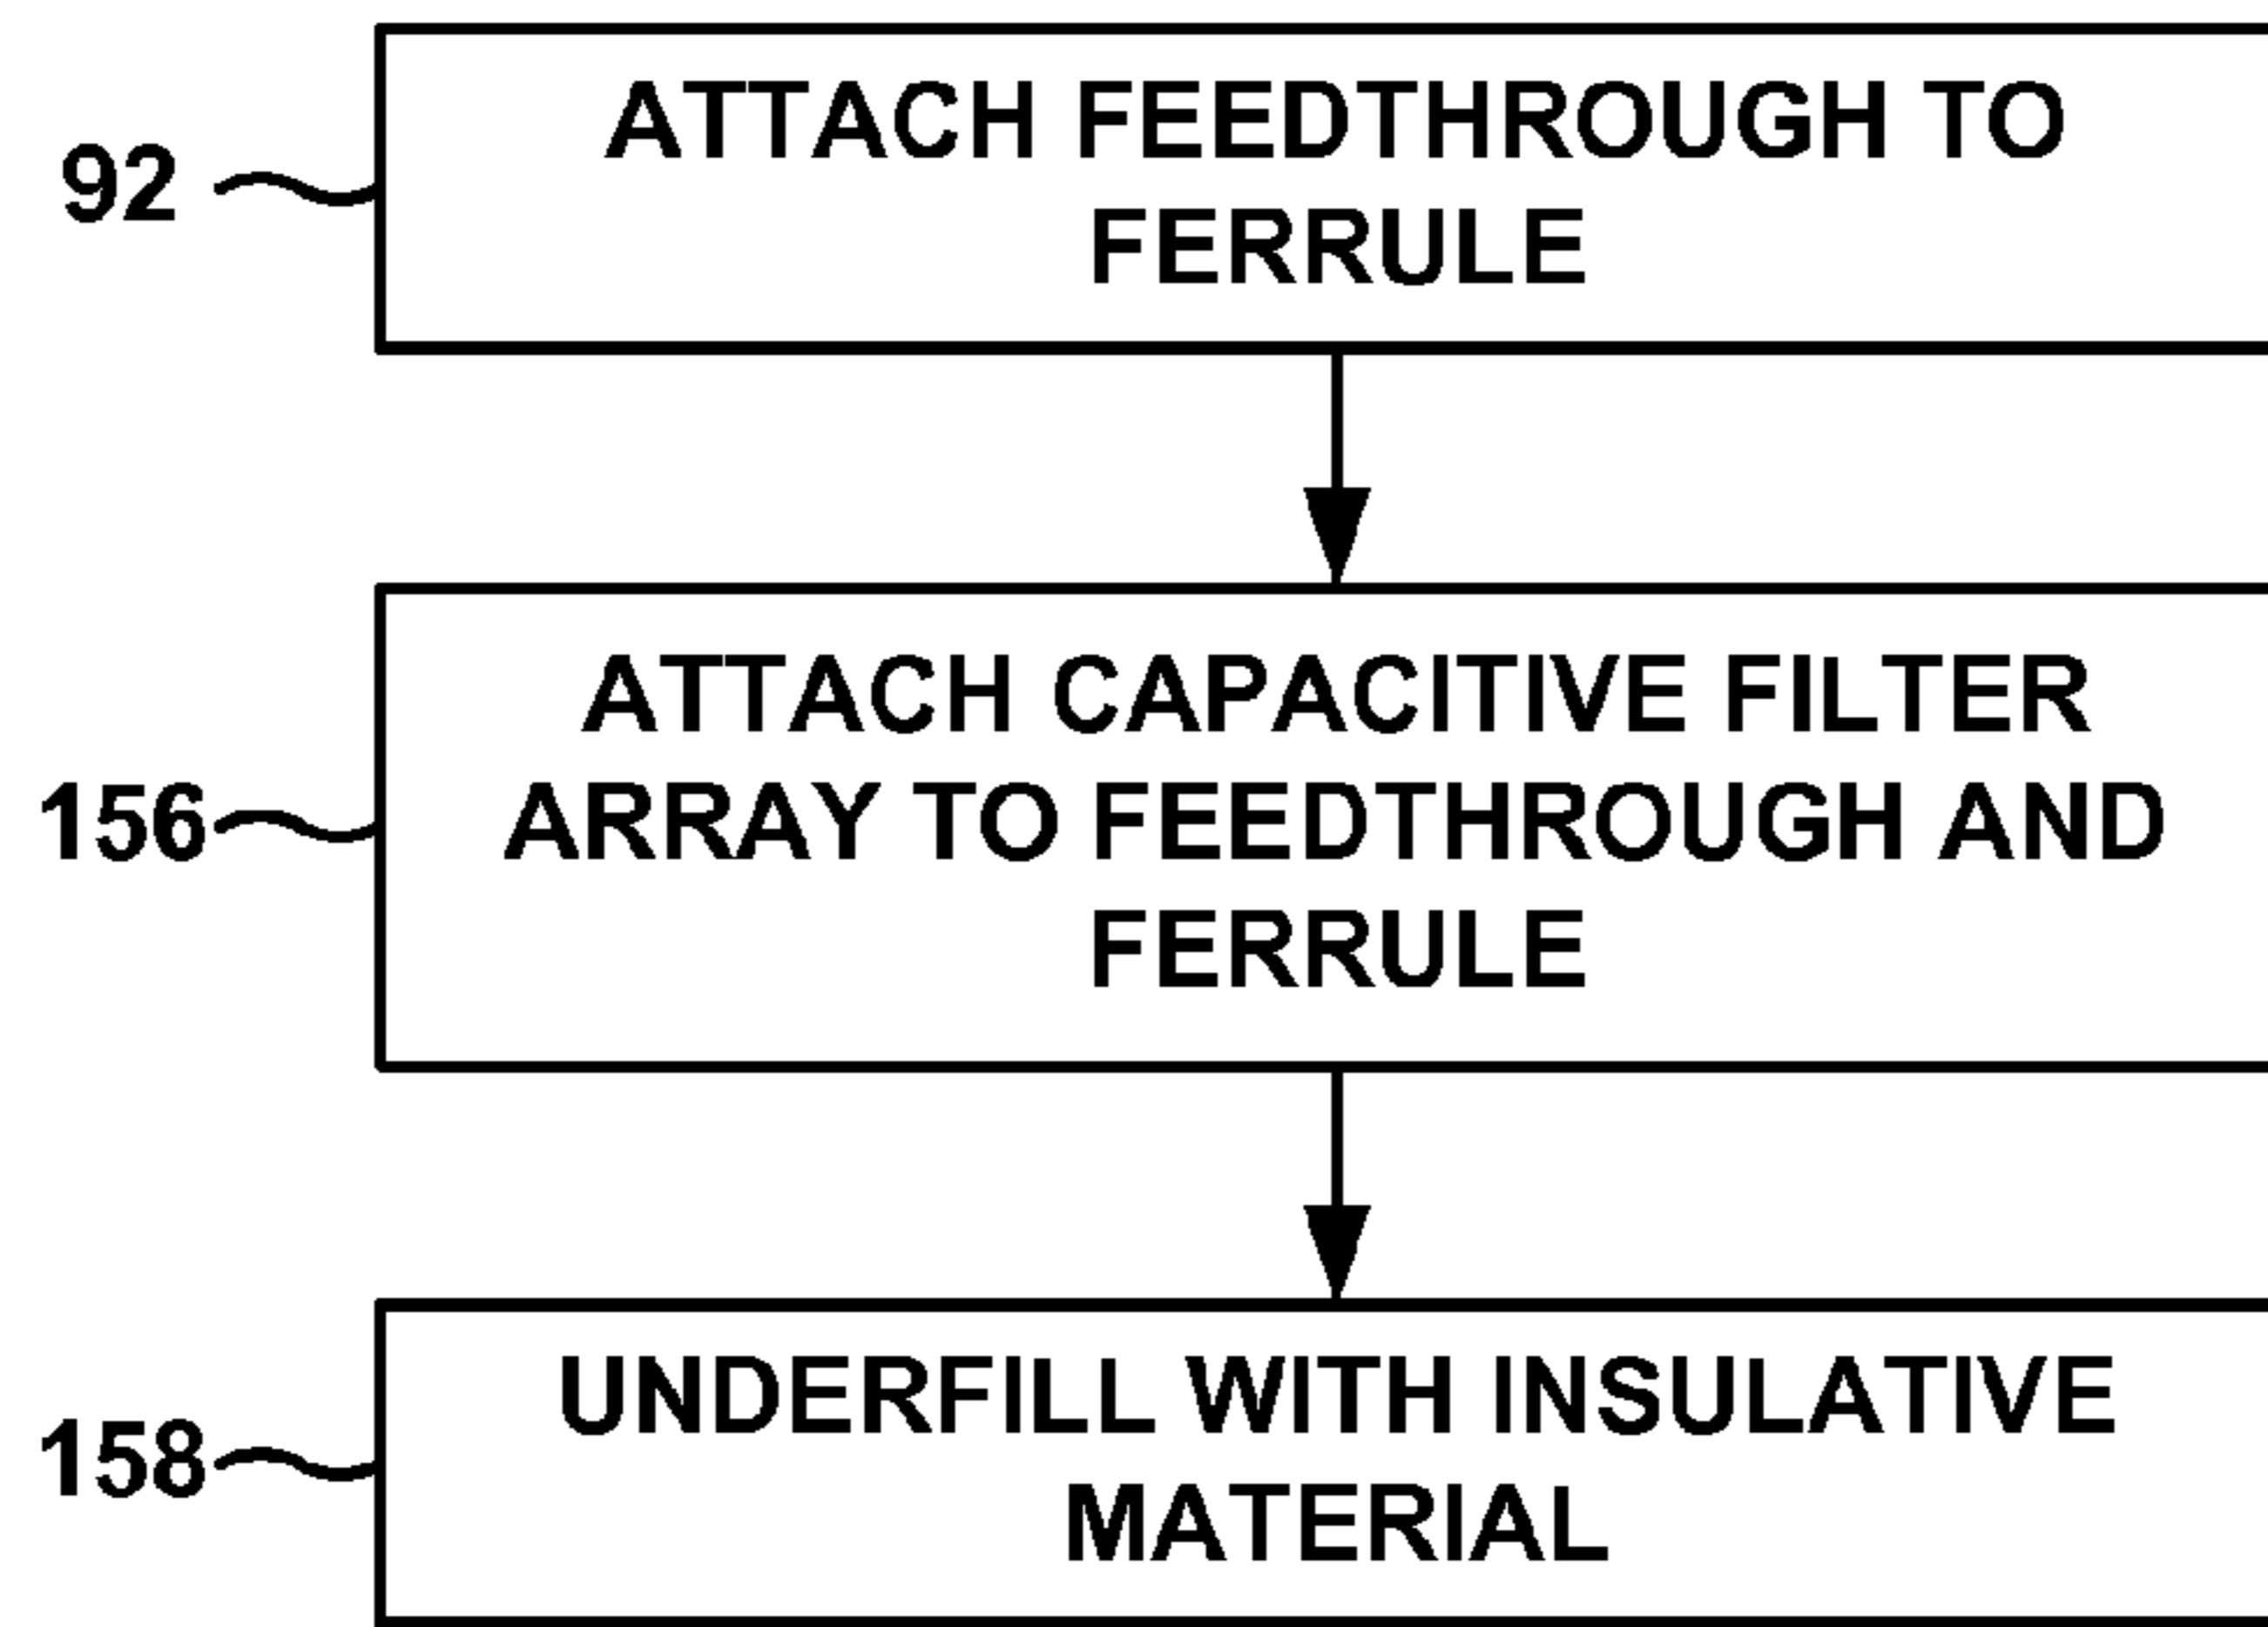 92
ATTACH FEEDTHROUGH TO
FERRULE
156
ATTACH CAPACITIVE FILTER
ARRAY TO FEEDTHROUGH AND
FERRULE
158
UNDERFILL WITH INSULATIVE
MATERIAL